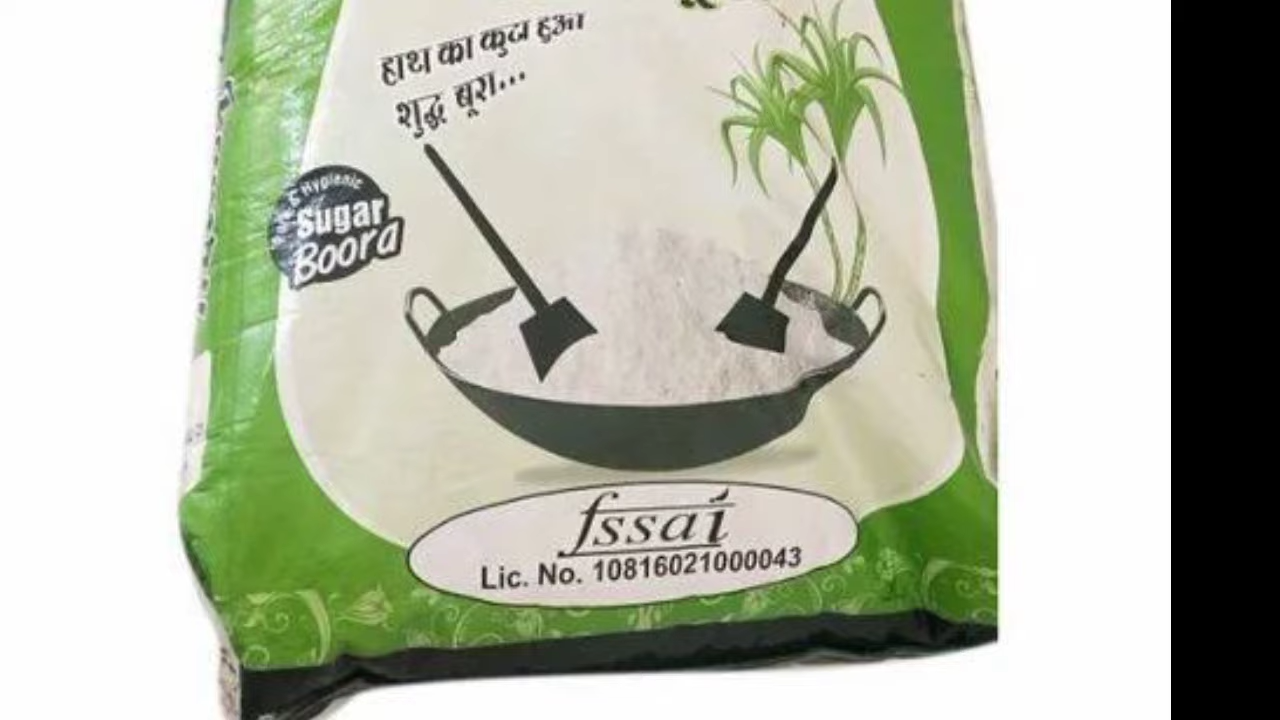 हाथ का कुटा हुआ
शुद्ध बूरा...
Hygienic
Sugar
Boora
fssai
Lic. No. 10816021000043